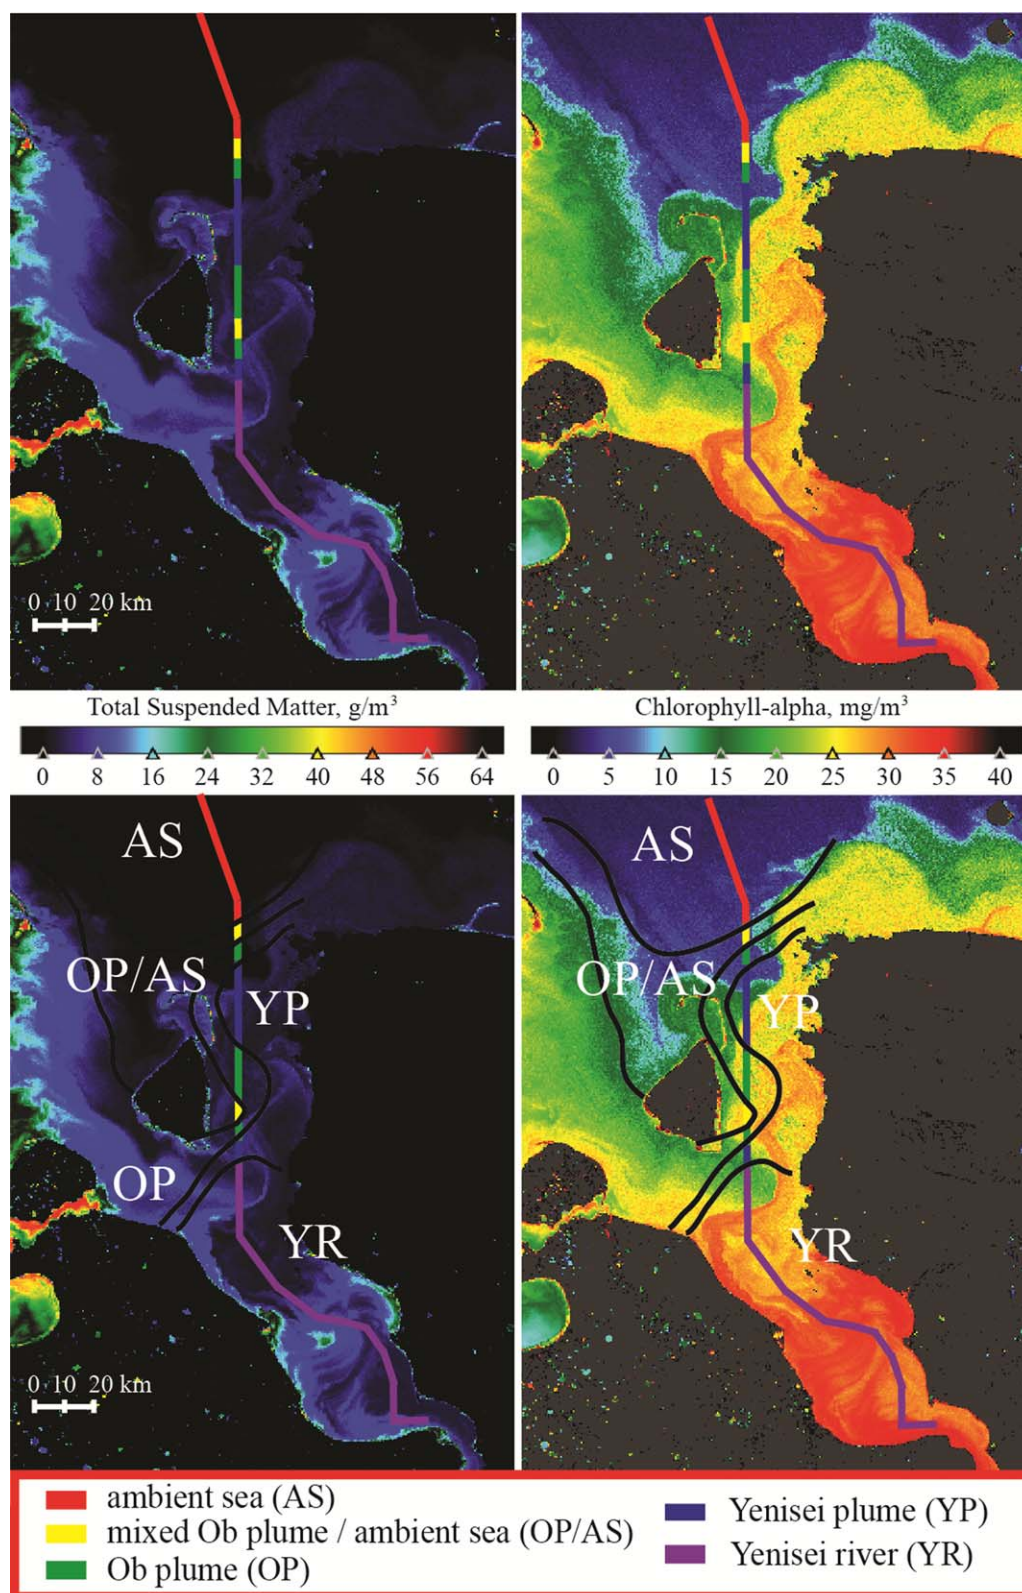 0 10 20 km
Total Suspended Matter, g/m³
Chlorophyll-alpha, mg/m³
0 8 16 24 32 40 48 56 64
0 5 10 15 20 25 30 35 40
AS
AS
OP/AS
YP
OP/AS
YP
OP
YR
YR
0 10 20 km
ambient sea (AS)
mixed Ob plume / ambient sea (OP/AS)
Ob plume (OP)
Yenisei plume (YP)
Yenisei river (YR)